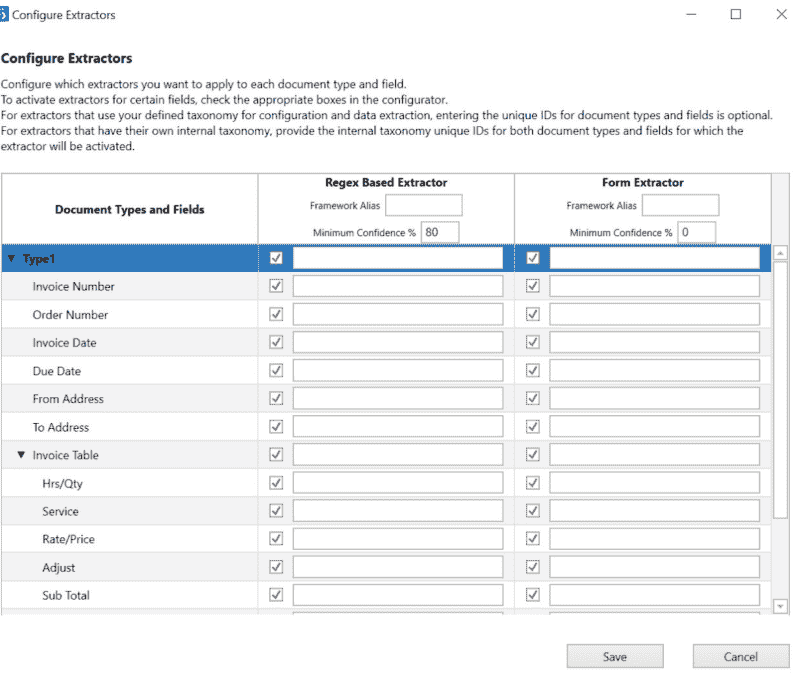 Configure Extractors
Configure Extractors
Configure which extractors you want to apply to each document type and field.
To activate extractors for certain fields, check the appropriate boxes in the configurator.
For extractors that use your defined taxonomy for configuration and data extraction, entering the unique IDs for document types and fields is optional.
For extractors that have their own internal taxonomy, provide the internal taxonomy unique IDs for both document types and fields for which the
extractor will be activated.
Document Types and Fields
Regex Based Extractor
Framework Alias
Minimum Confidence % 80
Form Extractor
Framework Alias
Minimum Confidence % 0
Type1
Invoice Number
Order Number
Invoice Date
Due Date
From Address
To Address
Invoice Table
Hrs/Qty
Service
Rate/Price
Adjust
Sub Total
Save
Cancel